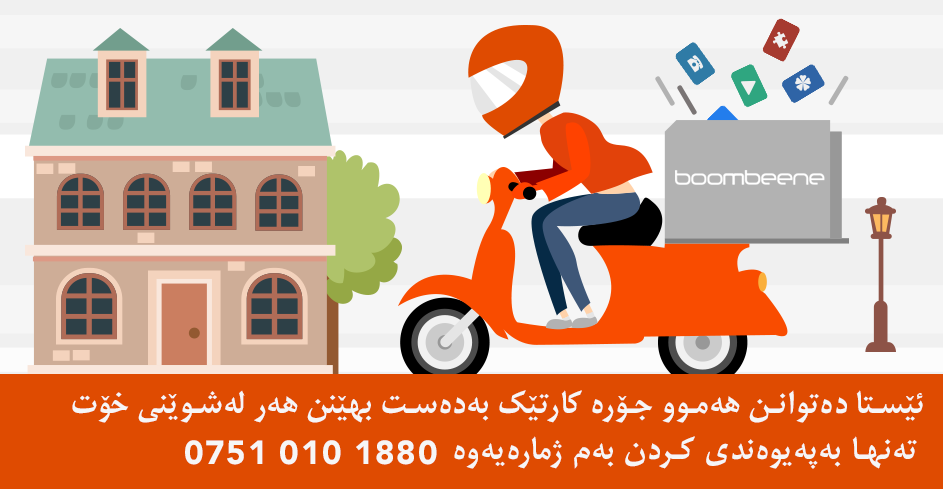 boombeene
ئێستا دەتوانن هەموو جۆرە کارتێک بەدەست بهێنن هەر لەشوێنی خۆت
تەنها بەپەیوەندی کردن بەم ژمارەیەوە 0751 010 1880